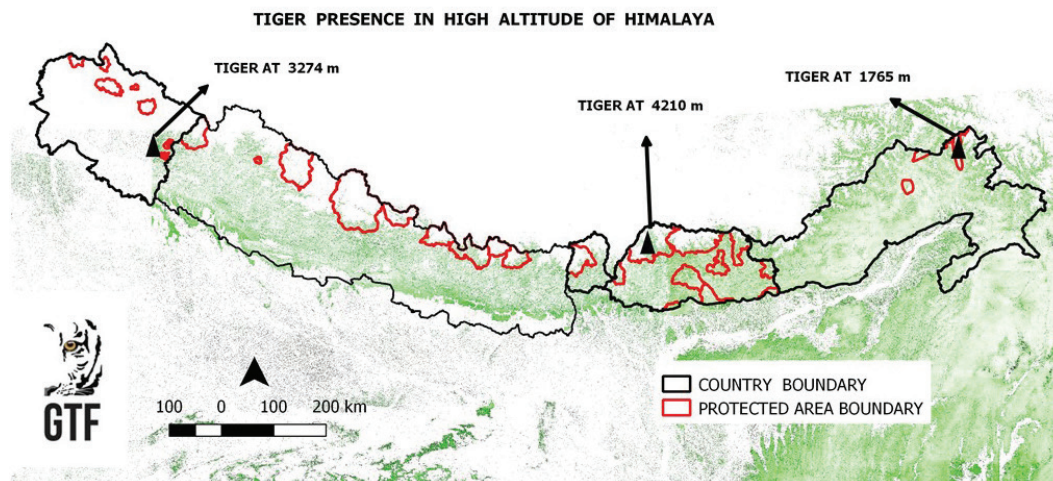 TIGER PRESENCE IN HIGH ALTITUDE OF HIMALAYA
TIGER AT 3274 m
TIGER AT 4210 m
TIGER AT 1765 m
GTF
100 0 100 200 km
COUNTRY BOUNDARY
PROTECTED AREA BOUNDARY